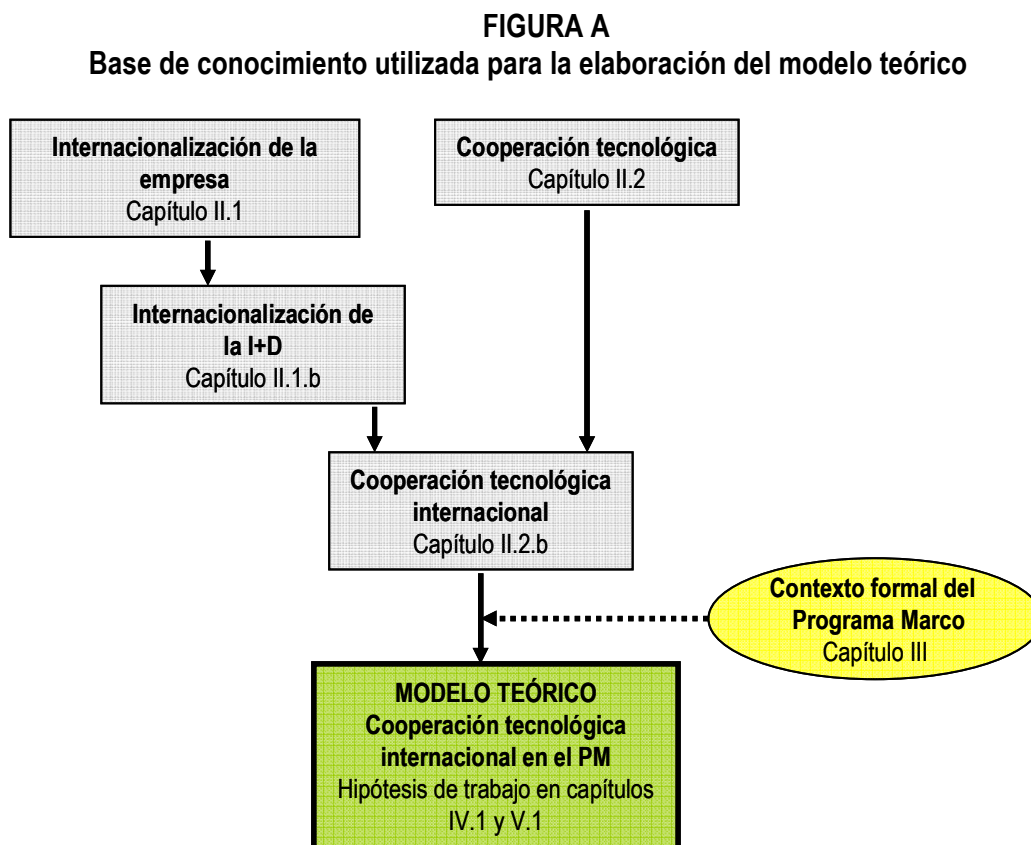 FIGURA A
Base de conocimiento utilizada para la elaboración del modelo teórico
Internacionalización de la
empresa
Capítulo II.1
Cooperación tecnológica
Capítulo II.2
Internacionalización de
la I+D
Capítulo II.1.b
Cooperación tecnológica
internacional
Capítulo II.2.b
Contexto formal del
Programa Marco
Capítulo III
MODELO TEÓRICO
Cooperación tecnológica
internacional en el PM
Hipótesis de trabajo en capítulos
IV.1 y V.1